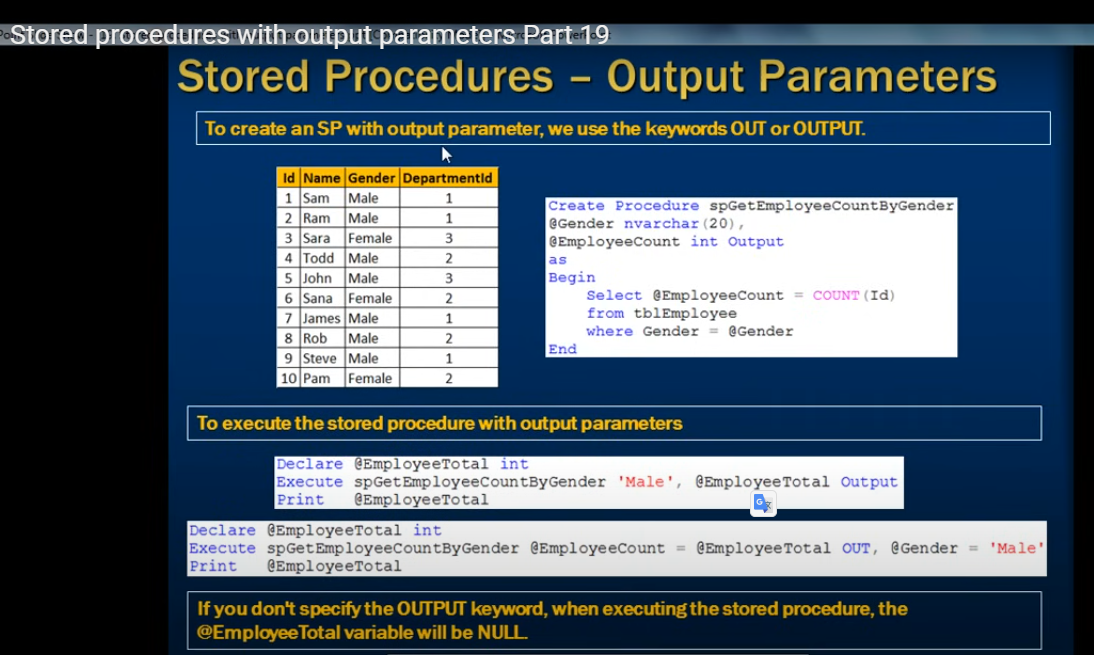 Stored procedures with output parameters Part 19
Stored Procedures – Output Parameters
To create an SP with output parameter, we use the keywords OUT or OUTPUT.
Id Name Gender DepartmentId
1 Sam Male 1
2 Ram Male 1
3 Sara Female 3
4 Todd Male 2
5 John Male 3
6 Sana Female 2
7 James Male 1
8 Rob Male 2
9 Steve Male 1
10 Pam Female 2
Create Procedure spGetEmployeeCountByGender
@Gender nvarchar(20),
@EmployeeCount int Output
as
Begin
Select @EmployeeCount = COUNT(Id)
from tblEmployee
where Gender = @Gender
End
To execute the stored procedure with output parameters
Declare @EmployeeTotal int
Execute spGetEmployeeCountByGender 'Male', @EmployeeTotal Output
Print @EmployeeTotal
Declare @EmployeeTotal int
Execute spGetEmployeeCountByGender @EmployeeCount = @EmployeeTotal OUT, @Gender = 'Male'
Print @EmployeeTotal
If you don't specify the OUTPUT keyword, when executing the stored procedure, the
@EmployeeTotal variable will be NULL.